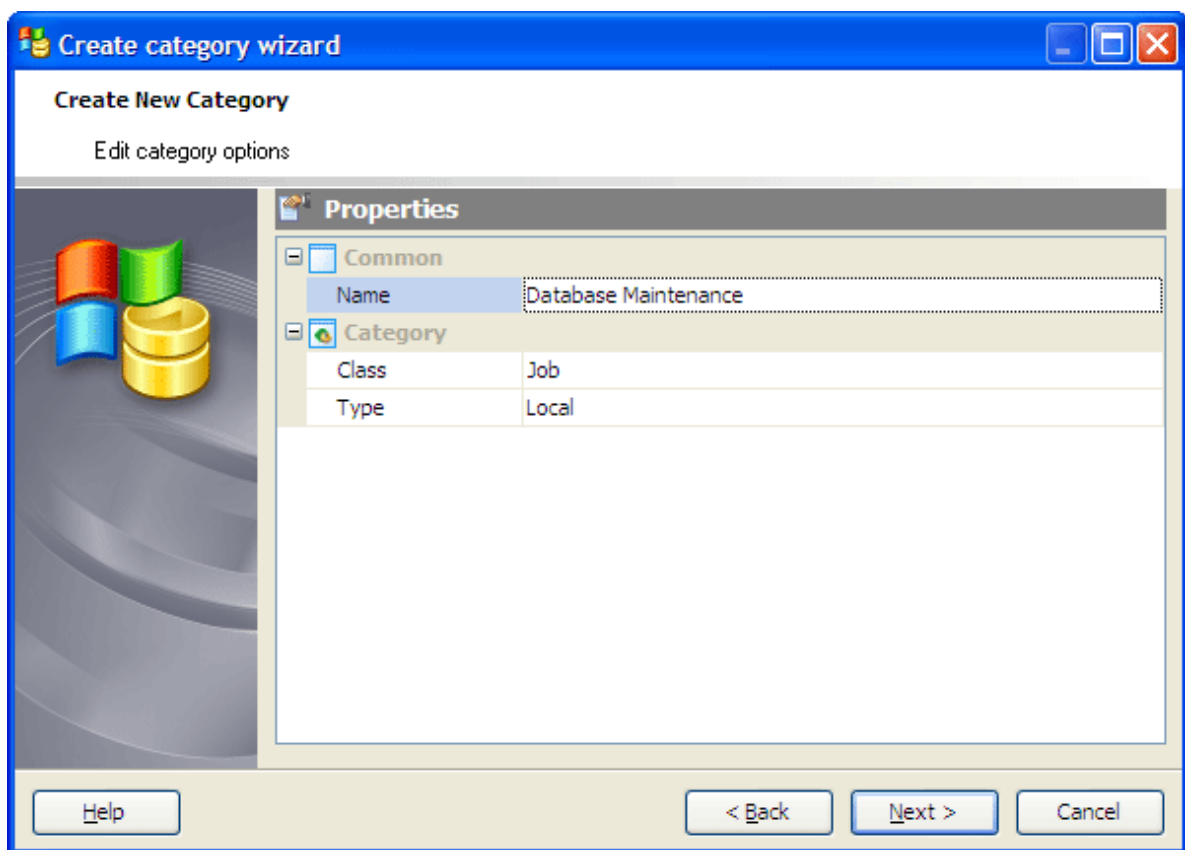 Create category wizard
Create New Category
Edit category options
Properties
Common
Name Database Maintenance
Category
Class Job
Type Local
Help < Back Next > Cancel